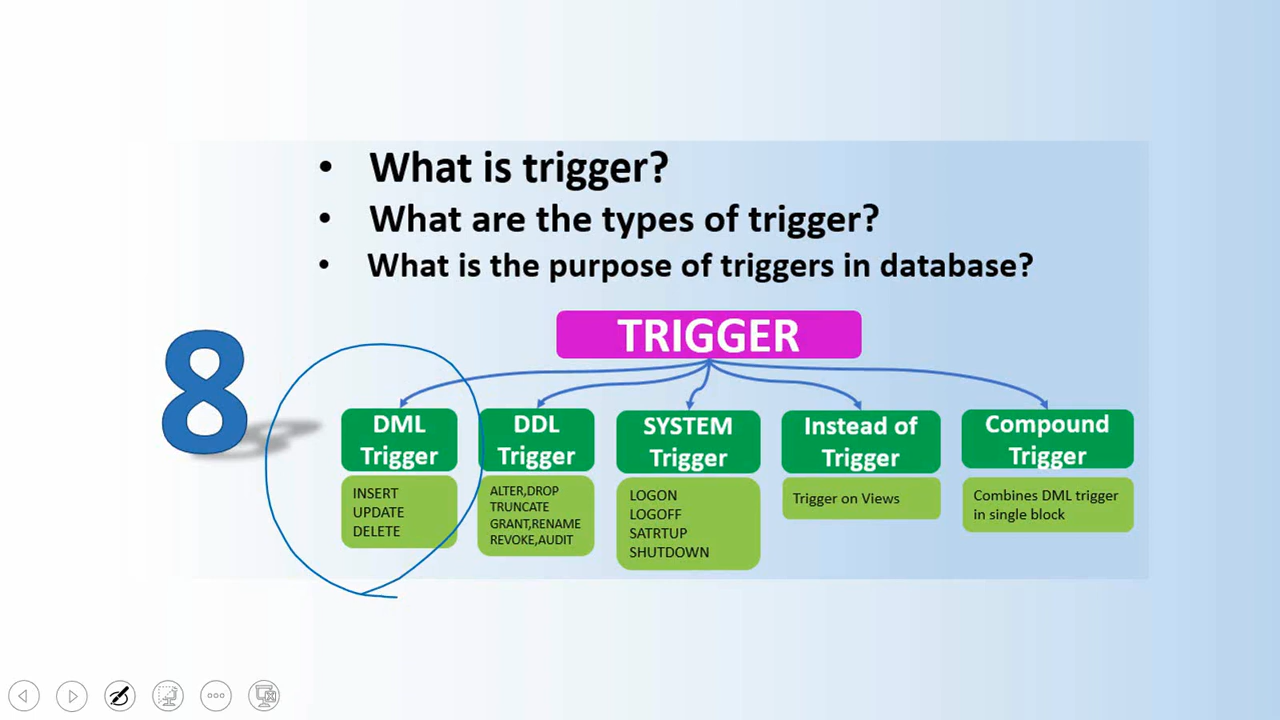 • What is trigger?
• What are the types of trigger?
• What is the purpose of triggers in database?
8
TRIGGER
DML
Trigger
INSERT
UPDATE
DELETE
DDL
Trigger
ALTER,DROP
TRUNCATE
GRANT,RENAME
REVOKE,AUDIT
SYSTEM
Trigger
LOGON
LOGOFF
SATRTUP
SHUTDOWN
Instead of
Trigger
Trigger on Views
Compound
Trigger
Combines DML trigger
in single block